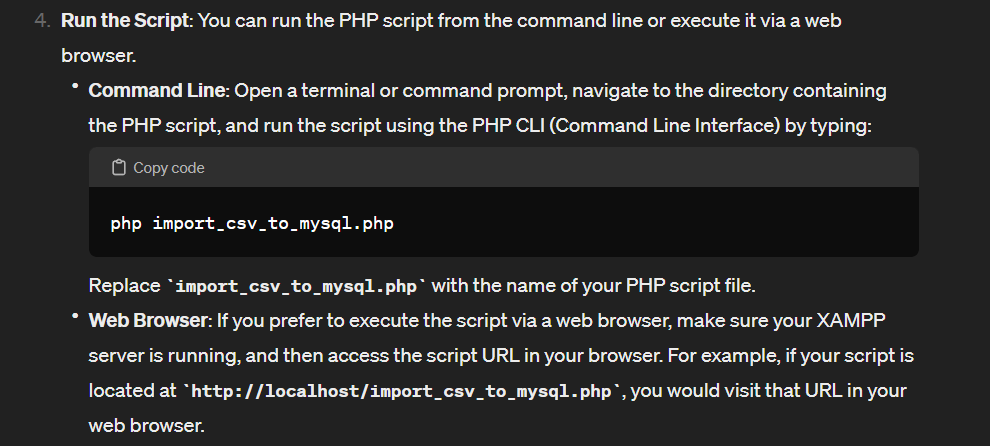 4. Run the Script: You can run the PHP script from the command line or execute it via a web
browser.
• Command Line: Open a terminal or command prompt, navigate to the directory containing
the PHP script, and run the script using the PHP CLI (Command Line Interface) by typing:
Copy code
php import_csv_to_mysql.php
Replace `import_csv_to_mysql.php` with the name of your PHP script file.
• Web Browser: If you prefer to execute the script via a web browser, make sure your XAMPP
server is running, and then access the script URL in your browser. For example, if your script is
located at `http://localhost/import_csv_to_mysql.php`, you would visit that URL in your
web browser.